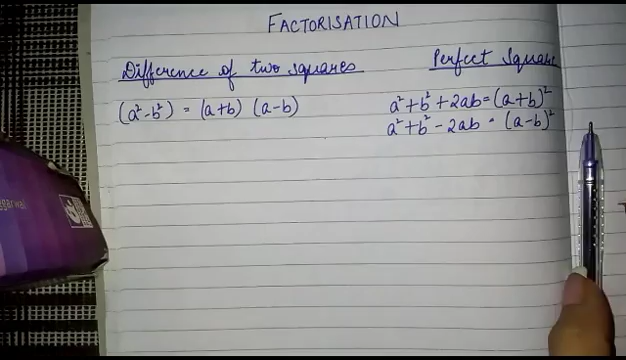 FACTORISATION
Difference of two squares
(a²-b²) = (a+b) (a-b)
Perfect Square
a²+b²+2ab=(a+b)²
a²+b²-2ab = (a-b)²